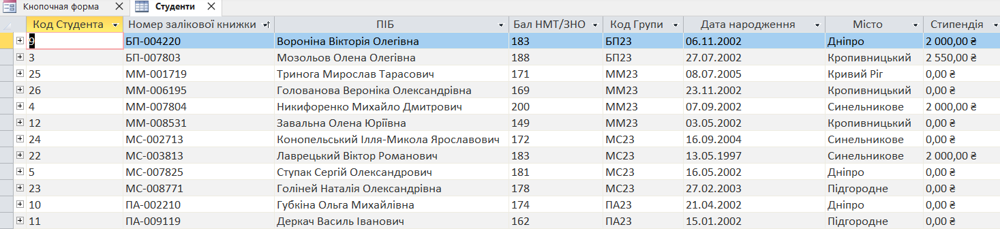 Кнопочная форма Студенти
Код Студента Номер залікової книжки ПІБ Бал НМТ/ЗНО Код Групи Дата народження Місто Стипендія
9 БП-004220 Вороніна Вікторія Олегівна 183 БП23 06.11.2002 Дніпро 2 000,00 ₴
3 БП-007803 Мозольов Олена Олегівна 188 БП23 27.07.2002 Кропивницький 2 550,00 ₴
25 ММ-001719 Тринога Мирослав Тарасович 171 ММ23 08.07.2005 Кривий Ріг 0,00 ₴
26 ММ-006195 Голованова Вероніка Олександрівна 169 ММ23 23.11.2002 Кропивницький 0,00 ₴
4 ММ-007804 Никифоренко Михайло Дмитрович 200 ММ23 07.09.2002 Синельникове 2 000,00 ₴
12 ММ-008531 Завальна Олена Юріївна 149 ММ23 03.05.2002 Кропивницький 0,00 ₴
24 МС-002713 Конопельський Ілля-Микола Ярославович 172 МС23 16.09.2004 Синельникове 0,00 ₴
22 МС-003813 Лаврецький Віктор Романович 183 МС23 13.05.1997 Синельникове 2 000,00 ₴
5 МС-007825 Ступак Сергій Олександрович 181 МС23 16.05.2002 Дніпро 0,00 ₴
23 МС-008771 Голіней Наталія Олександрівна 178 МС23 27.02.2003 Підгородне 0,00 ₴
10 ПА-002210 Губкіна Ольга Михайлівна 174 ПА23 21.04.2002 Дніпро 0,00 ₴
11 ПА-009119 Деркач Василь Іванович 162 ПА23 15.01.2002 Підгородне 0,00 ₴